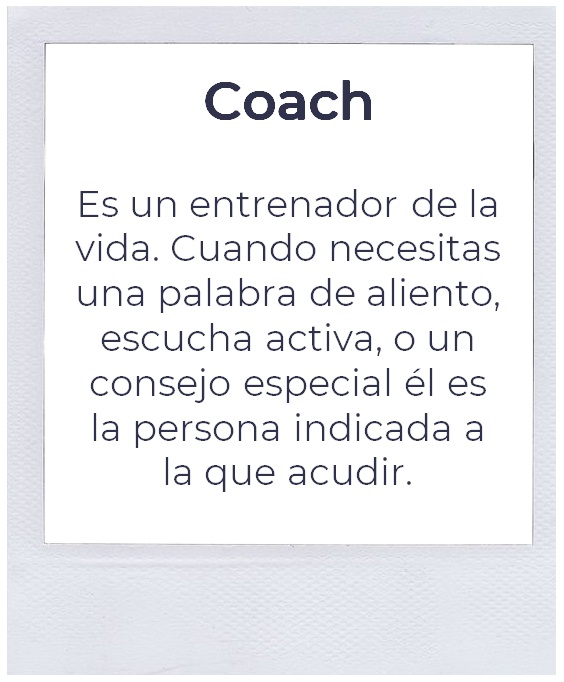 Coach
Es un entrenador de la
vida. Cuando necesitas
una palabra de aliento,
escucha activa, o un
consejo especial él es
la persona indicada a
la que acudir.